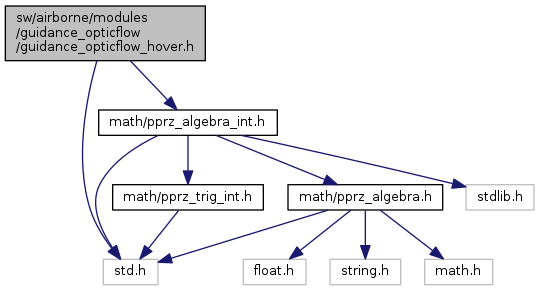 sw/airborne/modules
/guidance_opticflow
/guidance_opticflow_hover.h
math/pprz_algebra_int.h
math/pprz_trig_int.h
math/pprz_algebra.h
stdlib.h
std.h
float.h
string.h
math.h